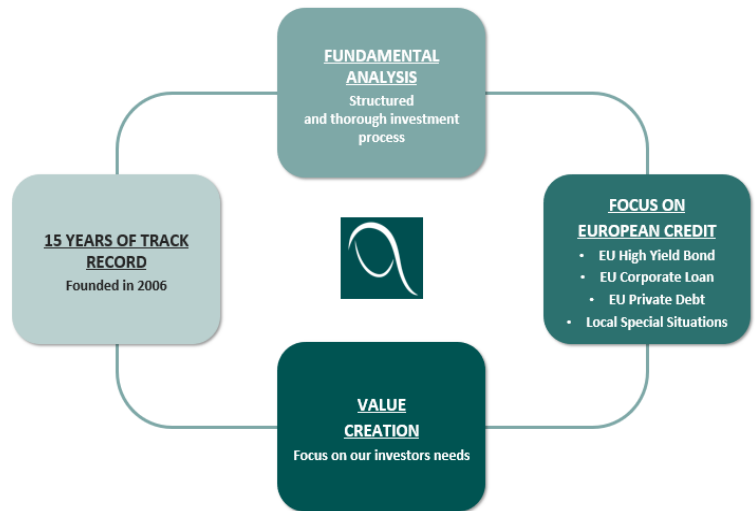 FUNDAMENTAL
ANALYSIS
Structured
and thorough investment
process
15 YEARS OF TRACK
RECORD
Founded in 2006
FOCUS ON
EUROPEAN CREDIT
• EU High Yield Bond
• EU Corporate Loan
• EU Private Debt
• Local Special Situations
VALUE
CREATION
Focus on our investors needs